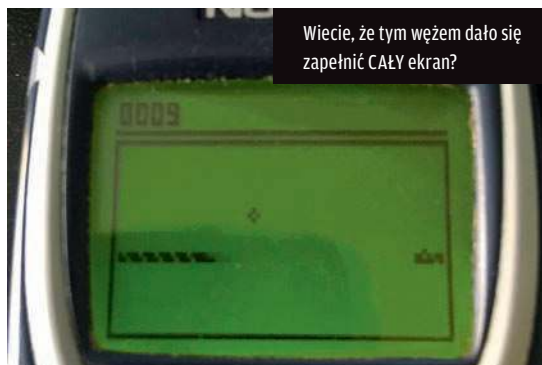 Wiecie, że tym wężem dało się
zapełnić CAŁY ekran?
0009